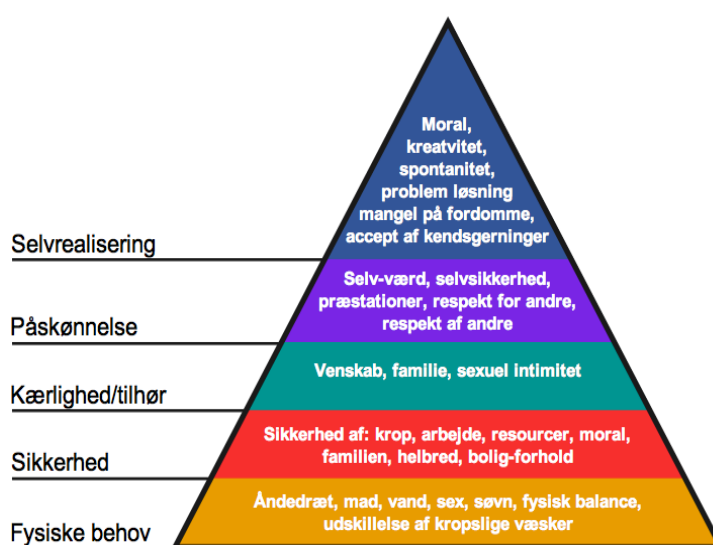 Moral,
kreatvitet,
spontanitet,
problem løsning
mangel på fordomme,
accept af kendsgerninger
Selvrealisering
Selv-værd, selvsikkerhed,
præstationer, respekt for andre,
respekt af andre
Påskønnelse
Venskab, familie, sexuel intimitet
Kærlighed/tilhør
Sikkerhed af: krop, arbejde, resourcer, moral,
familien, helbred, bolig-forhold
Sikkerhed
Åndedræt, mad, vand, sex, søvn, fysisk balance,
udskillelse af kropslige væsker
Fysiske behov